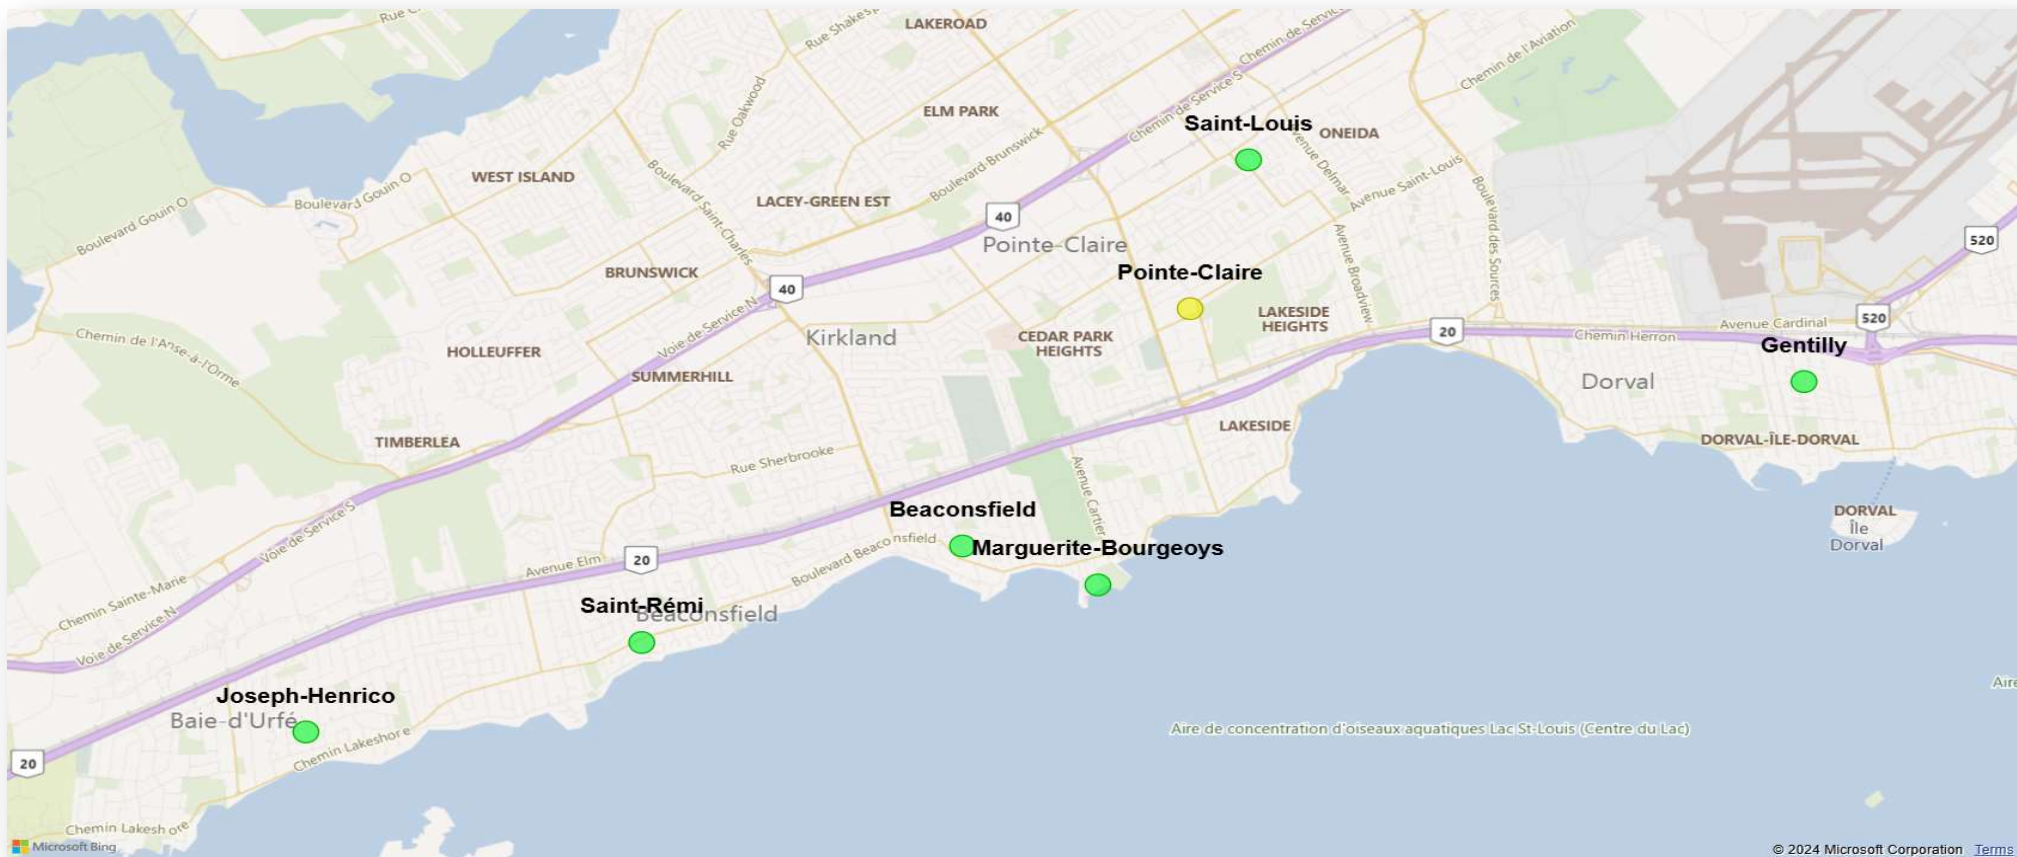 LAKEROAD
Rue Shakesp
Chemin de Service
Chemin de l'Aviation
Rue Oakwood
ELM PARK
Chemin de Service S
Saint-Louis
ONEIDA
Boulevard Brunswick
Avenue Delmar
WEST ISLAND
Boulevard Saint-Charles
Avenue Saint-Louis
Boulevard Gouin O
Boulevard Gouin O
LACEY-GREEN EST
Boulevard des Sources
40
Pointe-Claire
520
BRUNSWICK
Pointe-Claire
Avenue Broadview
40
Voie de Service N
LAKESIDE
HEIGHTS
520
Avenue Cardinal
20
Chemin Herron
Kirkland
CEDAR PARK
HEIGHTS
Chemin de l'Anse-à-l'Orme
HOLLEUFFER
Gentilly
SUMMERHILL
Dorval
LAKESIDE
TIMBERLEA
DORVAL-ÎLE-DORVAL
Rue Sherbrooke
Avenue Cartier
Beaconsfield
DORVAL
Île
Dorval
Voie de Service S
Boulevard Beaconsfield
Marguerite-Bourgeoys
20
Avenue Elm
Chemin Sainte-Marie
Voie de Service N
Saint-Rémi
Beaconsfield
Joseph-Henrico
Baie-d'Urfé
Aire
Aire de concentration d'oiseaux aquatiques Lac St-Louis (Centre du Lac)
Chemin Lakeshore
20
Chemin Lakeshore
Microsoft Bing
© 2024 Microsoft Corporation Terms